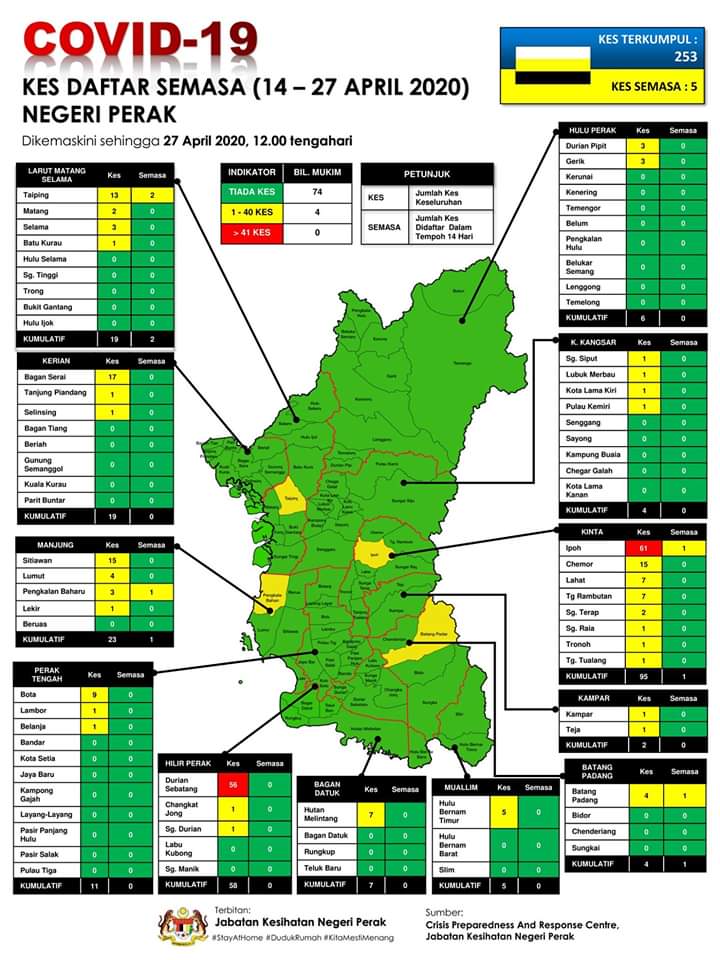 COVID-19
KES DAFTAR SEMASA (14 – 27 APRIL 2020)
NEGERI PERAK
Dikemaskini sehingga 27 April 2020, 12.00 tengahari
KES TERKUMPUL :
253
KES SEMASA : 5
LARUT MATANG SELAMA Kes Semasa
Taiping 13 2
Matang 2 0
Selama 3 0
Batu Kurau 1 0
Hulu Selama 0 0
Sg. Tinggi 0 0
Trong 0 0
Bukit Gantang 0 0
Hulu Ijok 0 0
KUMULATIF 19 2
INDIKATOR BIL. MUKIM
TIADA KES 74
1 - 40 KES 4
> 41 KES 0
PETUNJUK
KES Jumlah Kes Keseluruhan
SEMASA Jumlah Kes Didaftar Dalam Tempoh 14 Hari
HULU PERAK Kes Semasa
Durian Pipit 3 0
Gerik 3 0
Kerunai 0 0
Kenering 0 0
Temengor 0 0
Belum 0 0
Pengkalan Hulu 0 0
Belukar Semang 0 0
Lenggong 0 0
Temelong 0 0
KUMULATIF 6 0
KERIAN Kes Semasa
Bagan Serai 17 0
Tanjung Piandang 1 0
Selinsing 1 0
Bagan Tiang 0 0
Beriah 0 0
Gunung Semanggol 0 0
Kuala Kurau 0 0
Parit Buntar 0 0
KUMULATIF 19 0
K. KANGSAR Kes Semasa
Sg. Siput 1 0
Lubuk Merbau 1 0
Kota Lama Kiri 1 0
Pulau Kemiri 1 0
Senggang 0 0
Sayong 0 0
Kampung Buaia 0 0
Chegar Galah 0 0
Kota Lama Kanan 0 0
KUMULATIF 4 0
MANJUNG Kes Semasa
Sitiawan 15 0
Lumut 4 0
Pengkalan Baharu 3 1
Lekir 1 0
Beruas 0 0
KUMULATIF 23 1
KINTA Kes Semasa
Ipoh 61 1
Chemor 15 0
Lahat 7 0
Tg Rambutan 7 0
Sg. Terap 2 0
Sg. Raia 1 0
Tronoh 1 0
Tg. Tualang 1 0
KUMULATIF 95 1
PERAK TENGAH Kes Semasa
Bota 9 0
Lambor 1 0
Belanja 1 0
Bandar 0 0
Kota Setia 0 0
Jaya Baru 0 0
Kampong Gajah 0 0
Layang-Layang 0 0
Pasir Panjang Hulu 0 0
Pasir Salak 0 0
Pulau Tiga 0 0
KUMULATIF 11 0
KAMPAR Kes Semasa
Kampar 1 0
Teja 1 0
KUMULATIF 2 0
HILIR PERAK Kes Semasa
Durian Sebatang 56 0
Changkat Jong 1 0
Sg. Durian 1 0
Labu Kubong 0 0
Sg. Manik 0 0
KUMULATIF 58 0
BAGAN DATUK Kes Semasa
Hutan Melintang 7 0
Bagan Datuk 0 0
Rungkup 0 0
Teluk Baru 0 0
KUMULATIF 7 0
MUALLIM Kes Semasa
Hulu Bernam Timur 5 0
Hulu Bernam Barat 0 0
Slim 0 0
KUMULATIF 5 0
BATANG PADANG Kes Semasa
Batang Padang 4 1
Bidor 0 0
Chenderiang 0 0
Sungkai 0 0
KUMULATIF 4 1
Belum
Temengor
Gerik
Kenering
Lenggong
Taiping
Ipoh
Batang Padang
Terbitan:
Jabatan Kesihatan Negeri Perak
#StayAtHome #DudukRumah #KitaMestiMenang
Sumber:
Crisis Preparedness And Response Centre,
Jabatan Kesihatan Negeri Perak